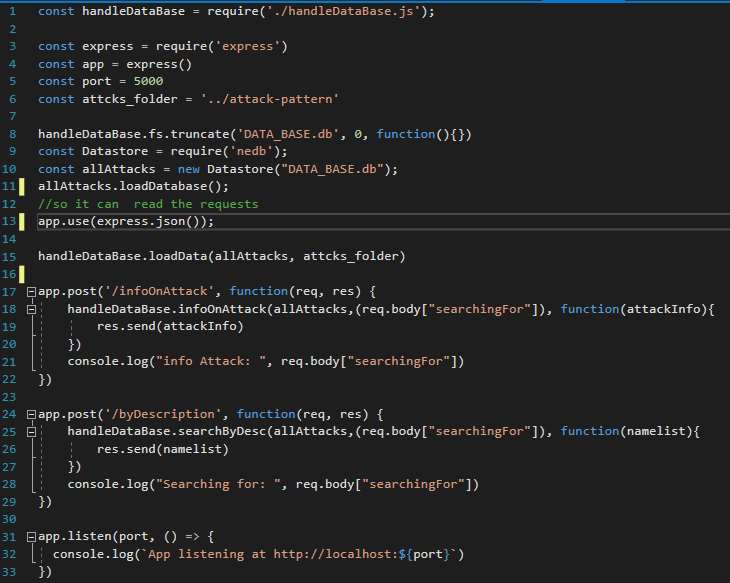 1 const handleDataBase = require('./handleDataBase.js');
2
3 const express = require('express')
4 const app = express()
5 const port = 5000
6 const attcks_folder = '../attack-pattern'
7
8 handleDataBase.fs.truncate('DATA_BASE.db', 0, function(){})
9 const Datastore = require('nedb');
10 const allAttacks = new Datastore("DATA_BASE.db");
11 allAttacks.loadDatabase();
12 //so it can  read the requests
13 app.use(express.json());
14
15 handleDataBase.loadData(allAttacks, attcks_folder)
16
17 app.post('/infoOnAttack', function(req, res) {
18     handleDataBase.infoOnAttack(allAttacks,(req.body["searchingFor"]), function(attackInfo){
19         res.send(attackInfo)
20     })
21     console.log("info Attack: ", req.body["searchingFor"])
22 })
23
24 app.post('/byDescription', function(req, res) {
25     handleDataBase.searchByDesc(allAttacks,(req.body["searchingFor"]), function(namelist){
26         res.send(namelist)
27     })
28     console.log("Searching for: ", req.body["searchingFor"])
29 })
30
31 app.listen(port, () => {
32   console.log(`App listening at http://localhost:${port}`)
33 })